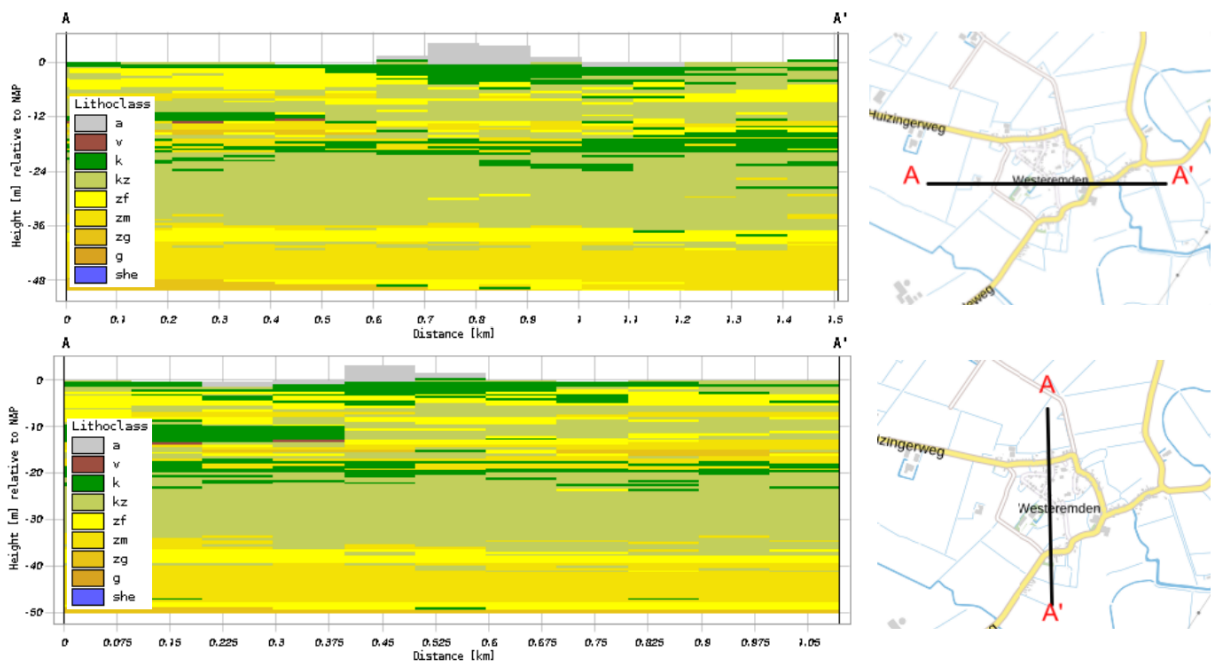 A A'
0
-12
-24
-36
-48
Height [m] relative to NAP
Lithoclass
a
v
k
kz
zf
zm
zg
g
she
0 0.1 0.2 0.3 0.4 0.5 0.6 0.7 0.8 0.9 1 1.1 1.2 1.3 1.4 1.5
Distance [km]
Huizingerweg
A Westeremden A'
eweg
A A'
0
-10
-20
-30
-40
-50
Height [m] relative to NAP
Lithoclass
a
v
k
kz
zf
zm
zg
g
she
0 0.075 0.15 0.225 0.3 0.375 0.45 0.525 0.6 0.675 0.75 0.825 0.9 0.975 1.05
Distance [km]
A
izingerweg
Westeremden
A'